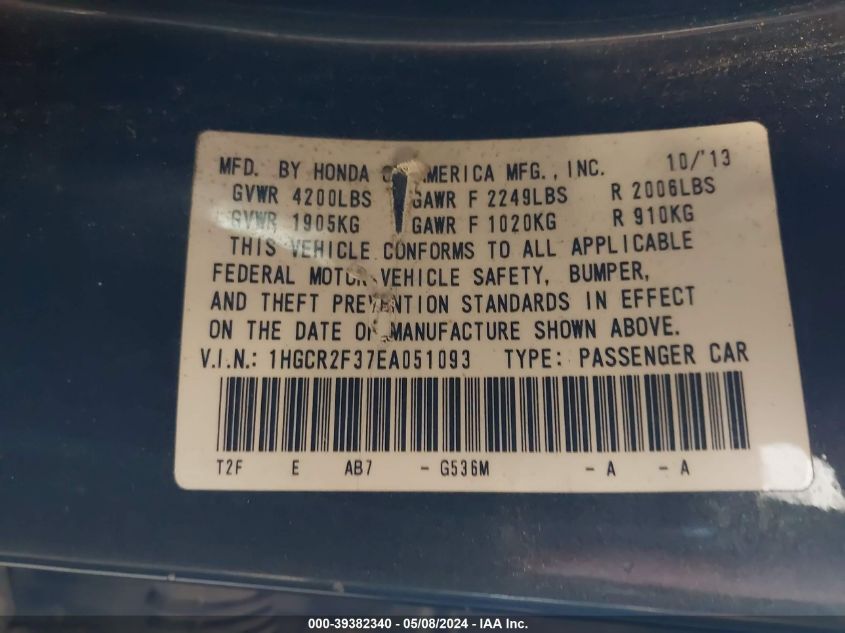 MFD. BY HONDA AMERICA MFG., INC. 10/'13
GVWR 4200LBS GAWR F 2249LBS R 2006LBS
GVWR 1905KG GAWR F 1020KG R 910KG
THIS VEHICLE CONFORMS TO ALL APPLICABLE
FEDERAL MOTOR VEHICLE SAFETY, BUMPER,
AND THEFT PREVENTION STANDARDS IN EFFECT
ON THE DATE OF MANUFACTURE SHOWN ABOVE.
V.I.N.: 1HGCR2F37EA051093 TYPE: PASSENGER CAR
T2F E AB7 - G536M - A - A
000-39382340 - 05/08/2024 - IAA Inc.